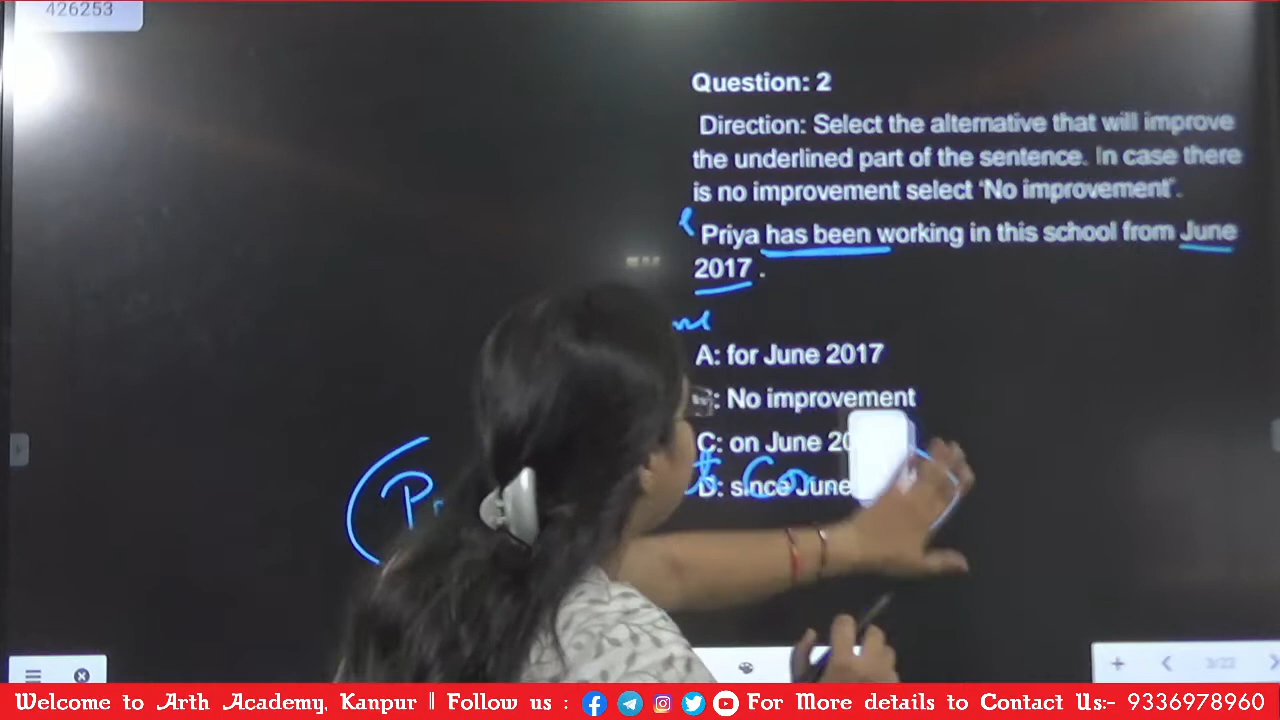 426253
Question: 2
Direction: Select the alternative that will improve
the underlined part of the sentence. In case there
is no improvement select ‘No improvement’.
Priya has been working in this school from June
2017 .
A: for June 2017
: No improvement
C: on June 20
D: since June
3/22
Welcome to Arth Academy, Kanpur || Follow us : For More details to Contact Us:- 9336978960